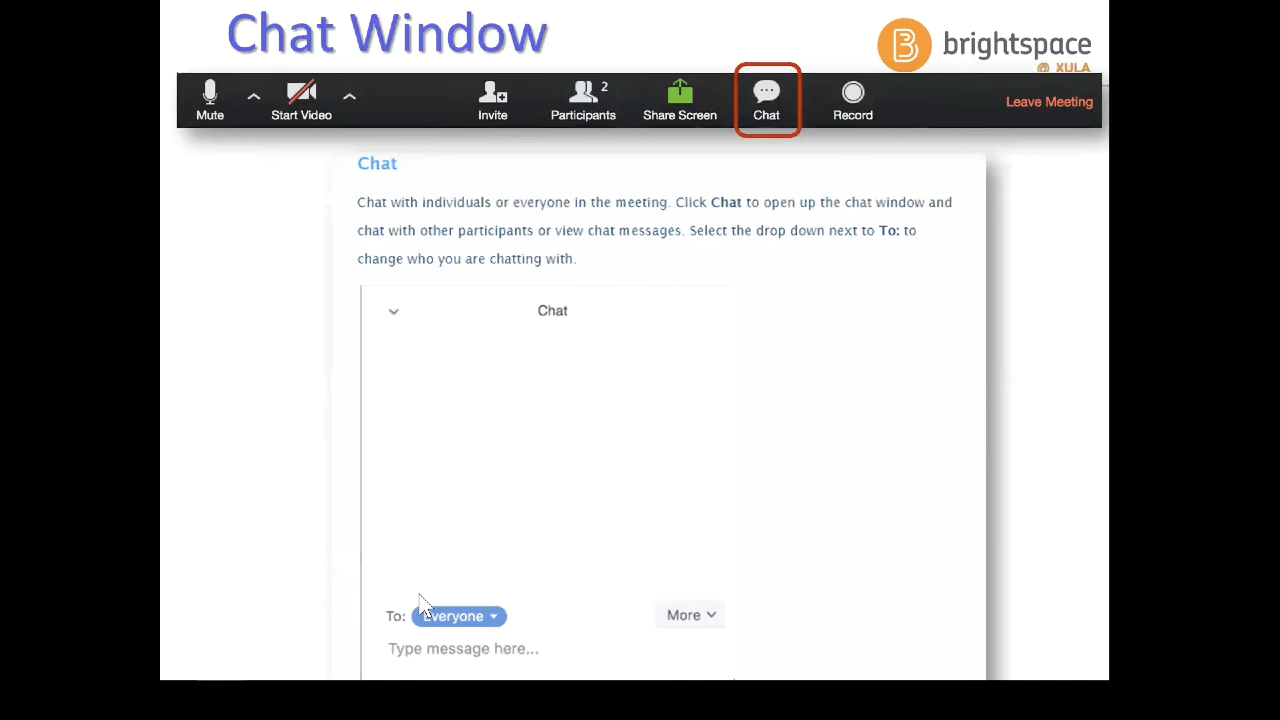 Chat Window
brightspace
@ XULA
Mute
Start Video
Invite
Participants
2
Share Screen
Chat
Record
Leave Meeting
Chat
Chat with individuals or everyone in the meeting. Click Chat to open up the chat window and
chat with other participants or view chat messages. Select the drop down next to To: to
change who you are chatting with.
Chat
To: Everyone
More
Type message here...